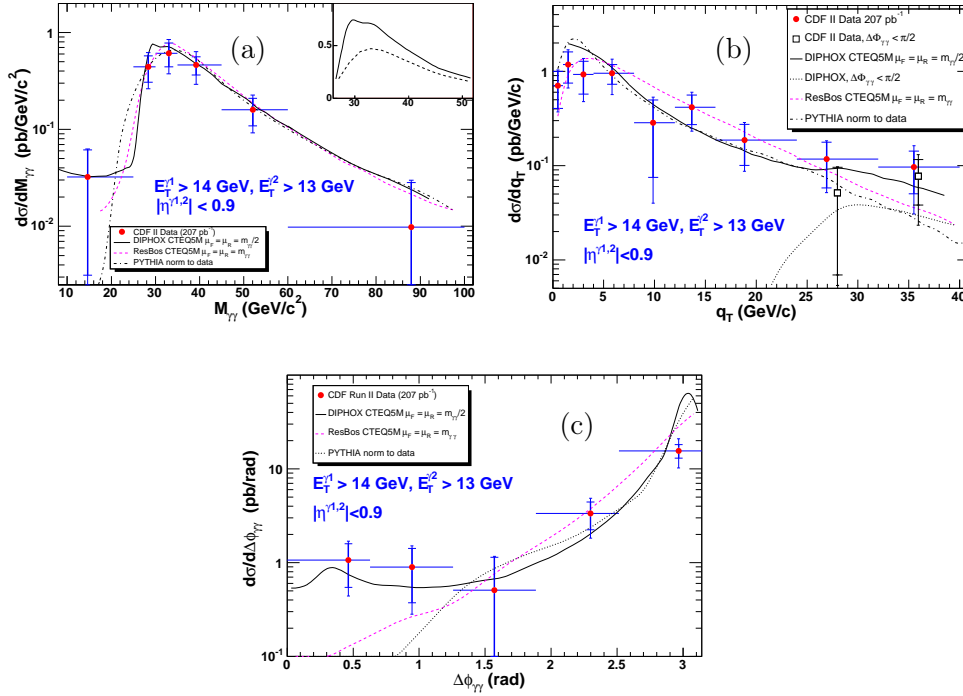 (a)
dσ/dMγγ (pb/GeV/c²)
1
10⁻¹
10⁻²
0.5
0
30 40 50
E_T^γ1 > 14 GeV, E_T^γ2 > 13 GeV
|η^γ1,2| < 0.9
CDF II Data (207 pb⁻¹)
DIPHOX CTEQ5M μ_F = μ_R = m_γγ/2
ResBos CTEQ5M μ_F = μ_R = m_γγ
PYTHIA norm to data
10 20 30 40 50 60 70 80 90 100
M_γγ (GeV/c²)
(b)
dσ/dq_T (pb/GeV/c)
10
1
10⁻¹
10⁻²
CDF II Data 207 pb⁻¹
CDF II Data, ΔΦ_γγ < π/2
DIPHOX CTEQ5M μ_F = μ_R = m_γγ/2
DIPHOX, ΔΦ_γγ < π/2
ResBos CTEQ5M μ_F = μ_R = m_γγ
PYTHIA norm to data
E_T^γ1 > 14 GeV, E_T^γ2 > 13 GeV
|η^γ1,2|<0.9
0 5 10 15 20 25 30 35 40
q_T (GeV/c)
(c)
dσ/dΔϕ_γγ (pb/rad)
10
1
10⁻¹
CDF Run II Data (207 pb⁻¹)
DIPHOX CTEQ5M μ_F = μ_R = m_γγ/2
ResBos CTEQ5M μ_F = μ_R = m_γγ
PYTHIA norm to data
E_T^γ1 > 14 GeV, E_T^γ2 > 13 GeV
|η^γ1,2|<0.9
0 0.5 1 1.5 2 2.5 3
Δϕ_γγ (rad)